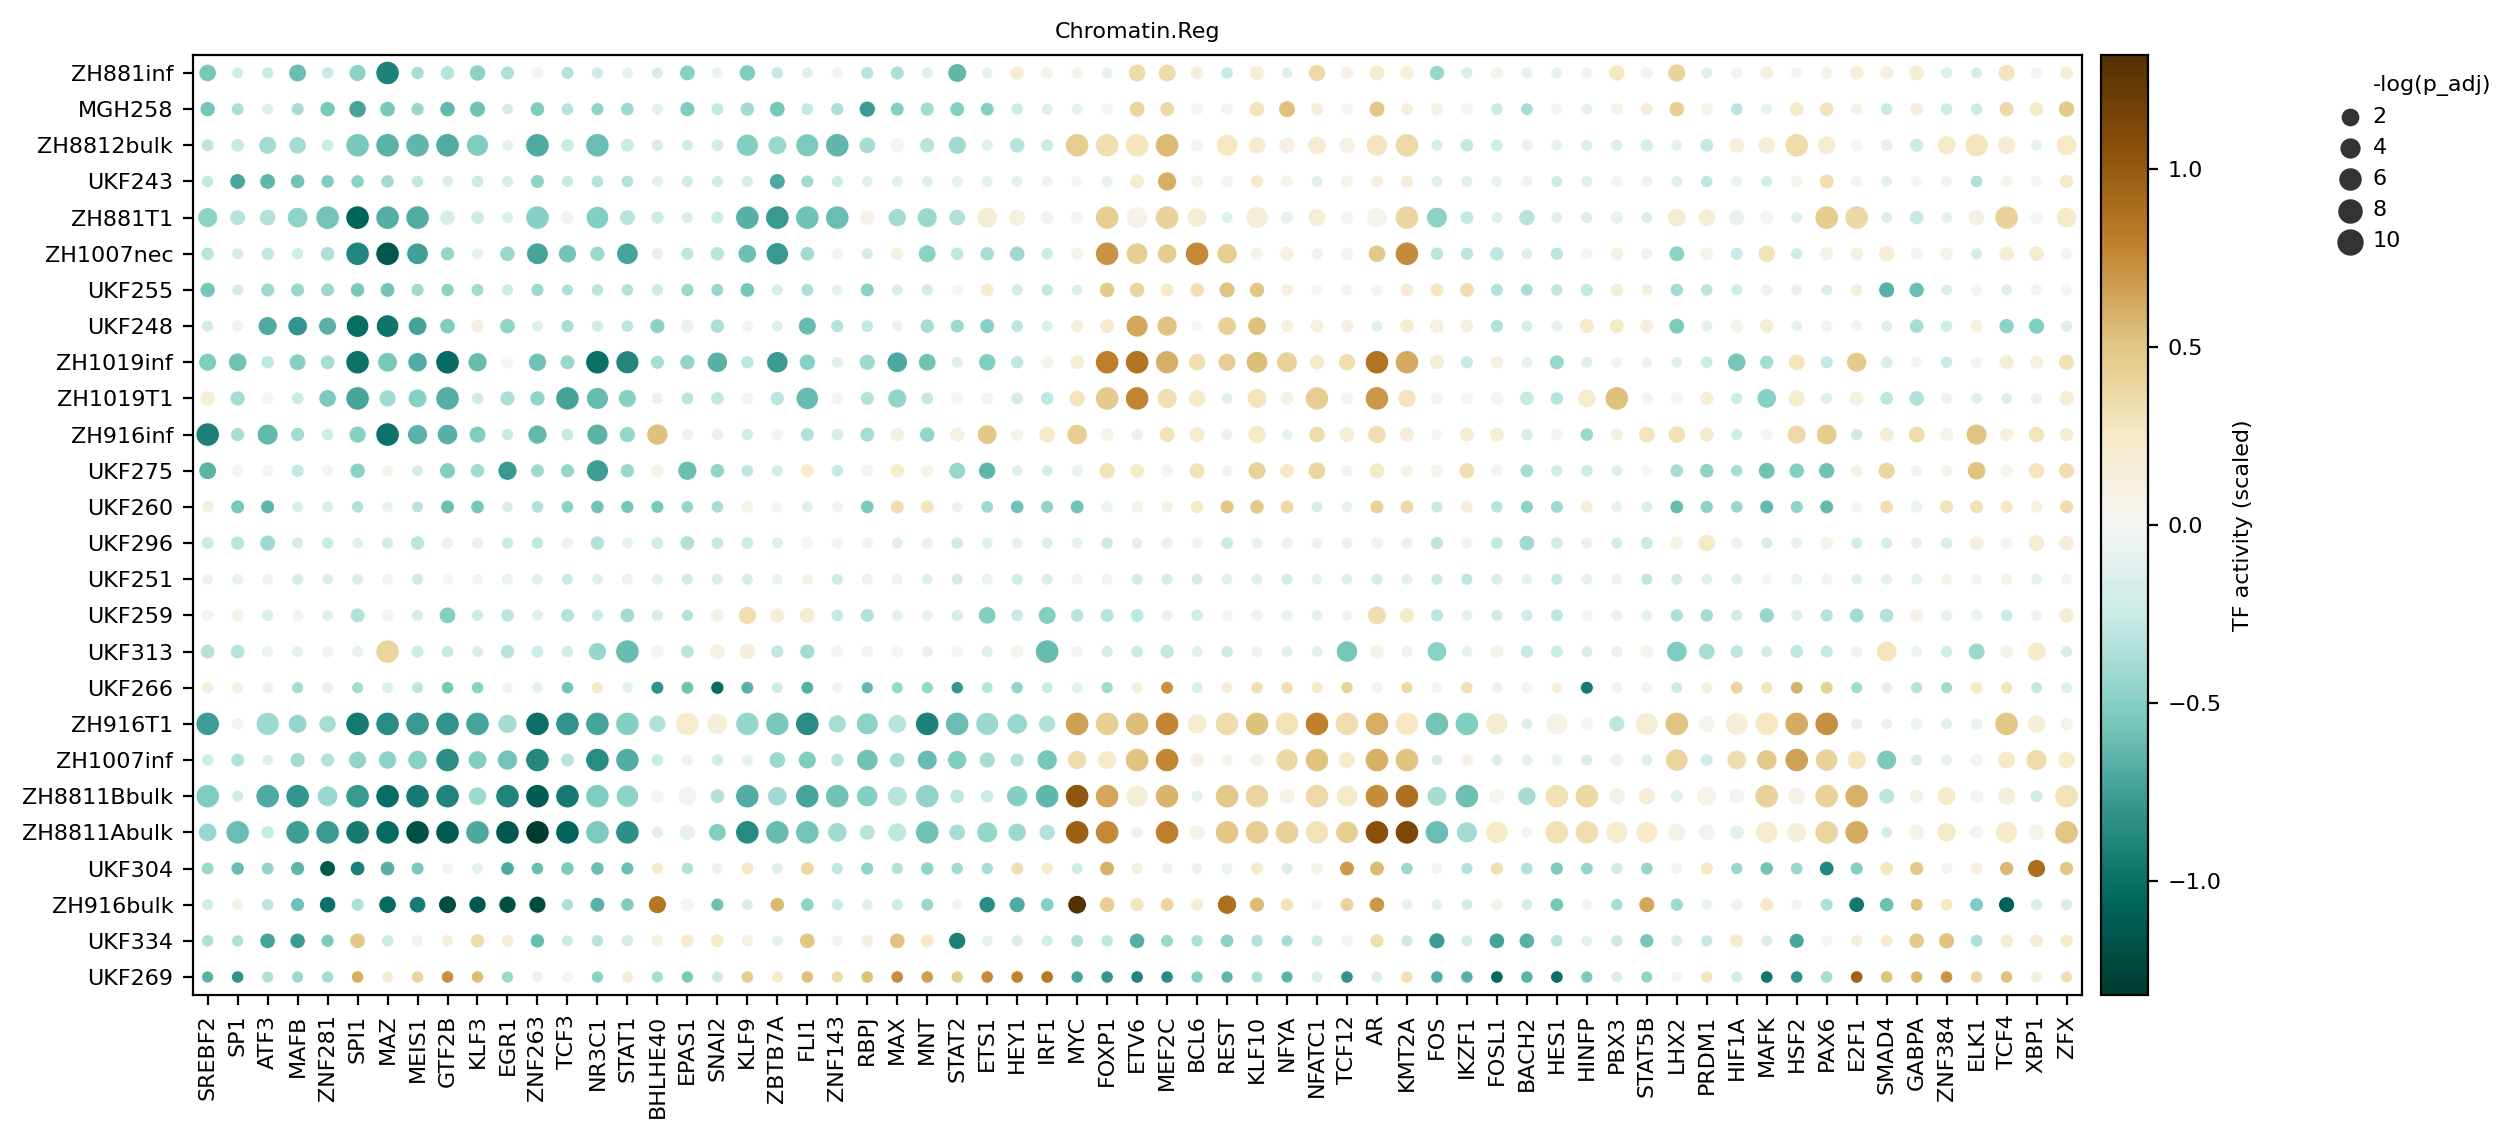 Chromatin.Reg
ZH881inf
MGH258
ZH8812bulk
UKF243
ZH881T1
ZH1007nec
UKF255
UKF248
ZH1019inf
ZH1019T1
ZH916inf
UKF275
UKF260
UKF296
UKF251
UKF259
UKF313
UKF266
ZH916T1
ZH1007inf
ZH8811Bbulk
ZH8811Abulk
UKF304
ZH916bulk
UKF334
UKF269
SREBF2
SP1
ATF3
MAFB
ZNF281
SPI1
MAZ
MEIS1
GTF2B
KLF3
EGR1
ZNF263
TCF3
NR3C1
STAT1
BHLHE40
EPAS1
SNAI2
KLF9
ZBTB7A
FLI1
ZNF143
RBPJ
MAX
MNT
STAT2
ETS1
HEY1
IRF1
MYC
FOXP1
ETV6
MEF2C
BCL6
REST
KLF10
NFYA
NFATC1
TCF12
AR
KMT2A
FOS
IKZF1
FOSL1
BACH2
HES1
HINFP
PBX3
STAT5B
LHX2
PRDM1
HIF1A
MAFK
HSF2
PAX6
E2F1
SMAD4
GABPA
ZNF384
ELK1
TCF4
XBP1
ZFX
1.0
0.5
0.0
−0.5
−1.0
TF activity (scaled)
-log(p_adj)
2
4
6
8
10